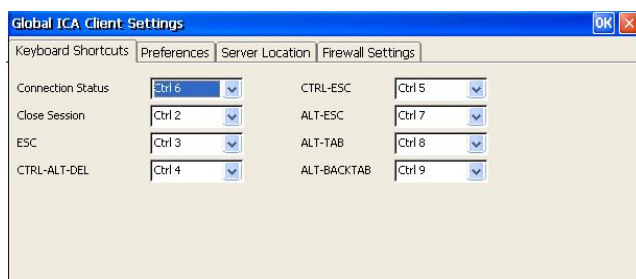 Global ICA Client Settings OK
Keyboard Shortcuts Preferences Server Location Firewall Settings
Connection Status Ctrl 6 CTRL-ESC Ctrl 5
Close Session Ctrl 2 ALT-ESC Ctrl 7
ESC Ctrl 3 ALT-TAB Ctrl 8
CTRL-ALT-DEL Ctrl 4 ALT-BACKTAB Ctrl 9